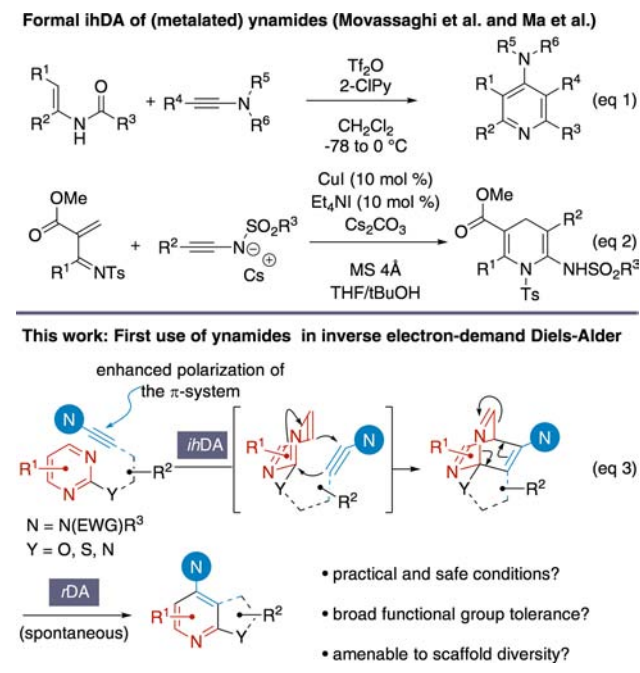 Formal ihDA of (metalated) ynamides (Movassaghi et al. and Ma et al.)
R¹ R² N H O R³ + R⁴ N R⁵ R⁶
Tf₂O
2-ClPy
CH₂Cl₂
-78 to 0 °C
R⁵ N R⁶ R¹ R⁴ R² N R³ (eq 1)
OMe O R¹ NTs + R² N⊖ SO₂R³ ⊕ Cs
CuI (10 mol %)
Et₄NI (10 mol %)
Cs₂CO₃
MS 4Å
THF/tBuOH
OMe O R² R¹ N Ts NHSO₂R³ (eq 2)
This work: First use of ynamides in inverse electron-demand Diels-Alder
enhanced polarization of
the π-system
N R¹ N N Y R²
ihDA
R¹ N N Y N R²
R¹ N N Y N R² (eq 3)
N = N(EWG)R³
Y = O, S, N
rDA
(spontaneous)
N R¹ N Y R²
• practical and safe conditions?
• broad functional group tolerance?
• amenable to scaffold diversity?